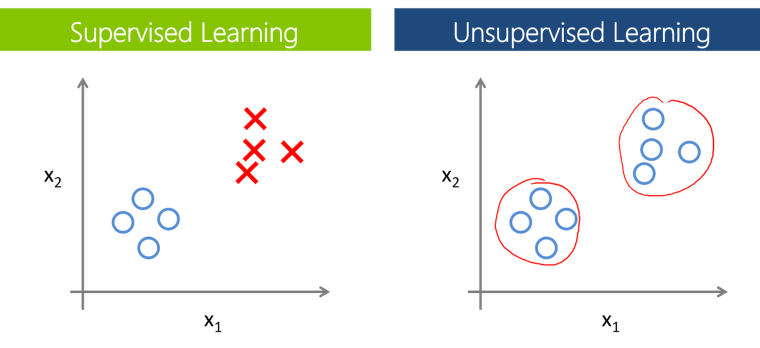 Supervised Learning
Unsupervised Learning
x₂
x₁
x₂
x₁